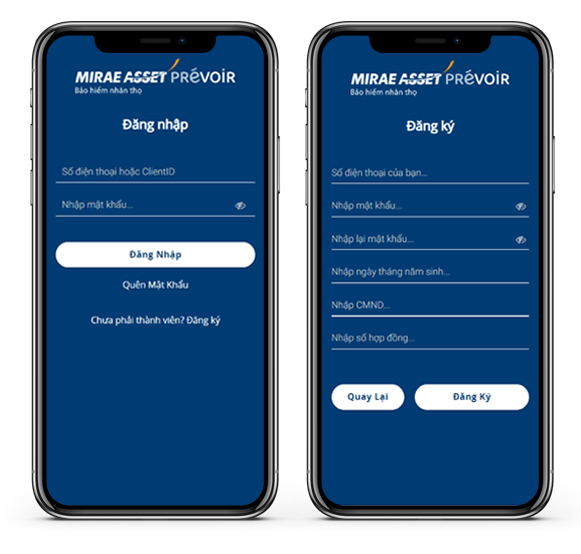 MIRAE ASSET PRÉVOIR
Bảo hiểm nhân thọ
Đăng nhập
Số điện thoại hoặc ClientID
Nhập mật khẩu...
Đăng Nhập
Quên Mật Khẩu
Chưa phải thành viên? Đăng ký
MIRAE ASSET PRÉVOIR
Bảo hiểm nhân thọ
Đăng ký
Số điện thoại của bạn...
Nhập mật khẩu...
Nhập lại mật khẩu...
Nhập ngày tháng năm sinh...
Nhập CMND...
Nhập số hợp đồng...
Quay Lại
Đăng Ký